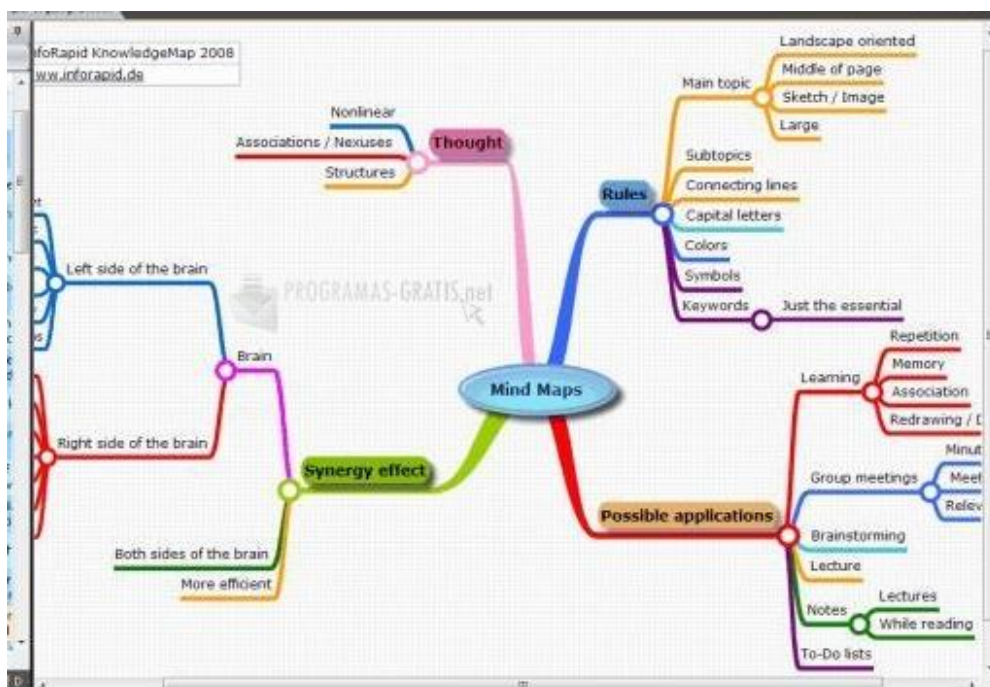 foRapid KnowledgeMap 2008
www.inforapid.de
Thought
Nonlinear
Associations / Nexuses
Structures
Rules
Main topic
Landscape oriented
Middle of page
Sketch / Image
Large
Subtopics
Connecting lines
Capital letters
Colors
Symbols
Keywords
Just the essential
PROGRAMAS-GRATIS.net
Left side of the brain
Brain
Right side of the brain
Mind Maps
Synergy effect
Both sides of the brain
More efficient
Possible applications
Learning
Repetition
Memory
Association
Redrawing / D
Group meetings
Minut
Meet
Relev
Brainstorming
Lecture
Notes
Lectures
While reading
To-Do lists